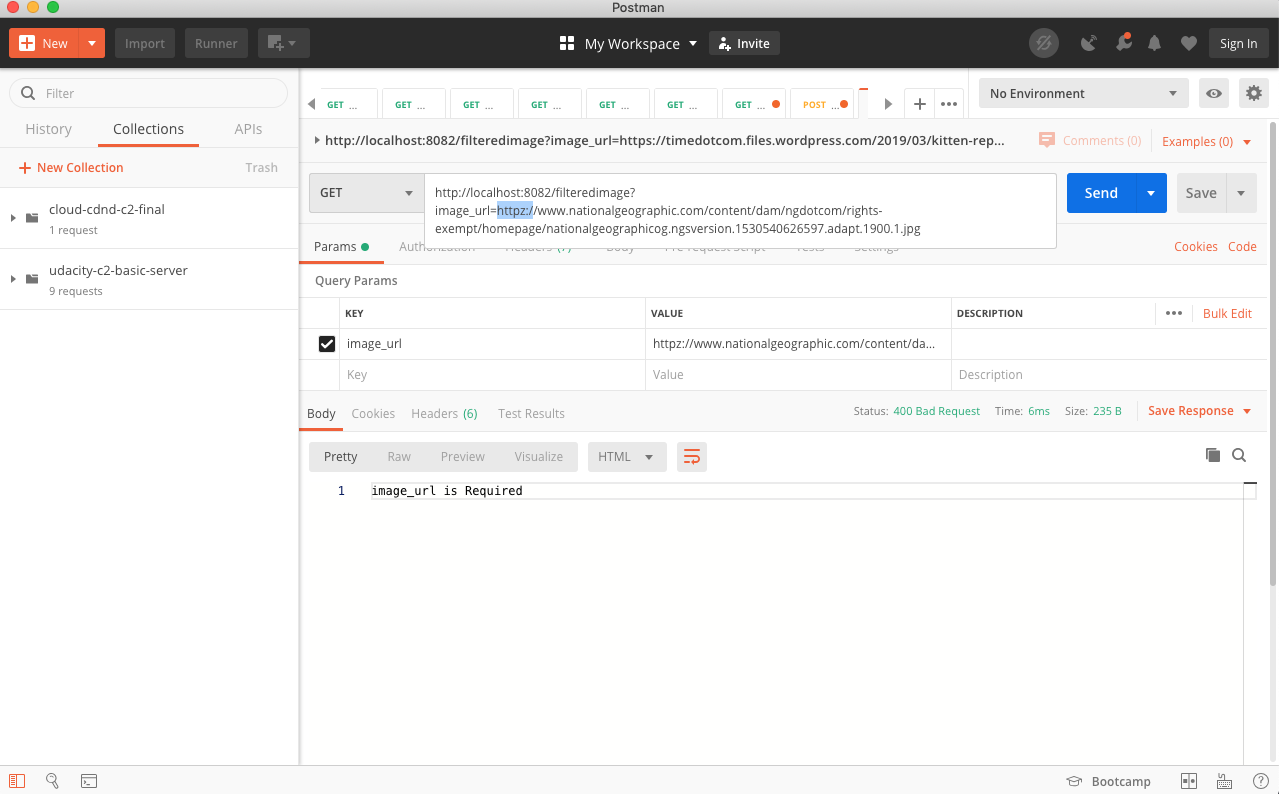 Postman
New
Import
Runner
My Workspace
Invite
Sign In
Filter
History
Collections
APIs
+ New Collection
Trash
cloud-cdnd-c2-final
1 request
udacity-c2-basic-server
9 requests
GET ...
GET ...
GET ...
GET ...
GET ...
GET ...
GET ...
POST ...
No Environment
http://localhost:8082/filteredimage?image_url=https://timedotcom.files.wordpress.com/2019/03/kitten-rep...
Comments (0)
Examples (0)
GET
http://localhost:8082/filteredimage?
image_url=httpz://www.nationalgeographic.com/content/dam/ngdotcom/rights-
exempt/homepage/nationalgeographicog.ngsversion.1530540626597.adapt.1900.1.jpg
Send
Save
Params
Authorization
Headers (7)
Body
Pre-request Script
Tests
Settings
Cookies
Code
Query Params
KEY
VALUE
DESCRIPTION
Bulk Edit
image_url
httpz://www.nationalgeographic.com/content/da...
Key
Value
Description
Body
Cookies
Headers (6)
Test Results
Status: 400 Bad Request
Time: 6ms
Size: 235 B
Save Response
Pretty
Raw
Preview
Visualize
HTML
1
image_url is Required
Bootcamp